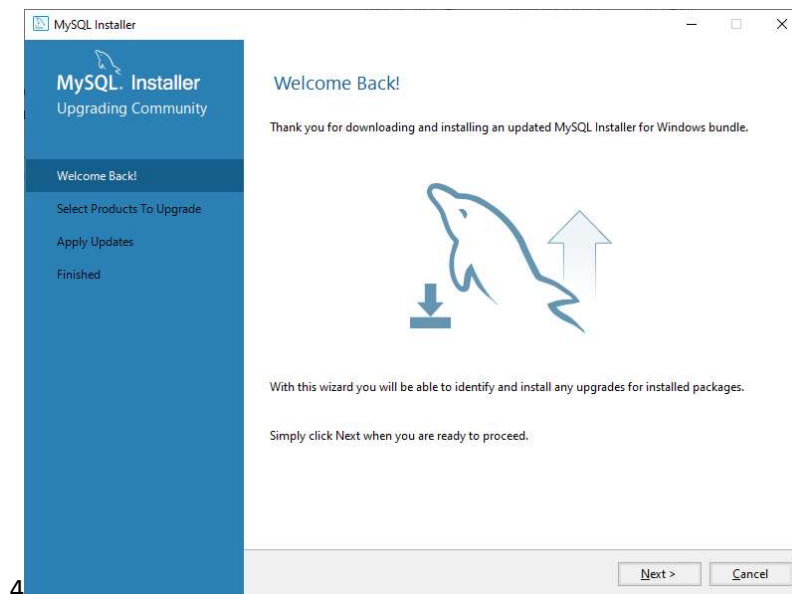 MySQL Installer
MySQL. Installer
Upgrading Community
Welcome Back!
Select Products To Upgrade
Apply Updates
Finished
Welcome Back!
Thank you for downloading and installing an updated MySQL Installer for Windows bundle.
With this wizard you will be able to identify and install any upgrades for installed packages.
Simply click Next when you are ready to proceed.
Next > Cancel
4